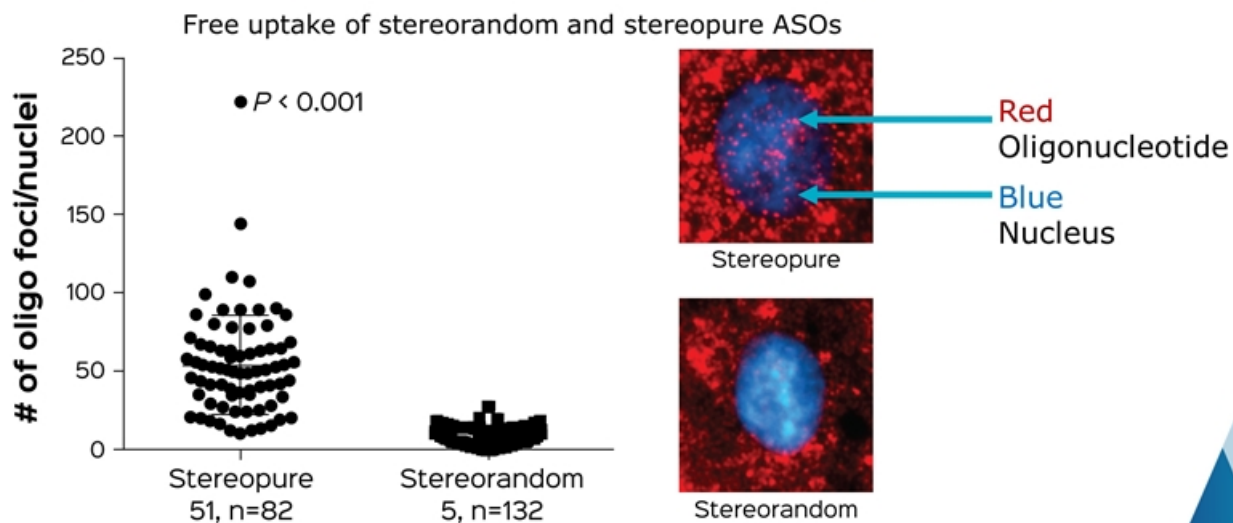 Free uptake of stereorandom and stereopure ASOs
# of oligo foci/nuclei
250
200
150
100
50
0
P < 0.001
Stereopure
51, n=82
Stereorandom
5, n=132
Stereopure
Red
Oligonucleotide
Blue
Nucleus
Stereorandom